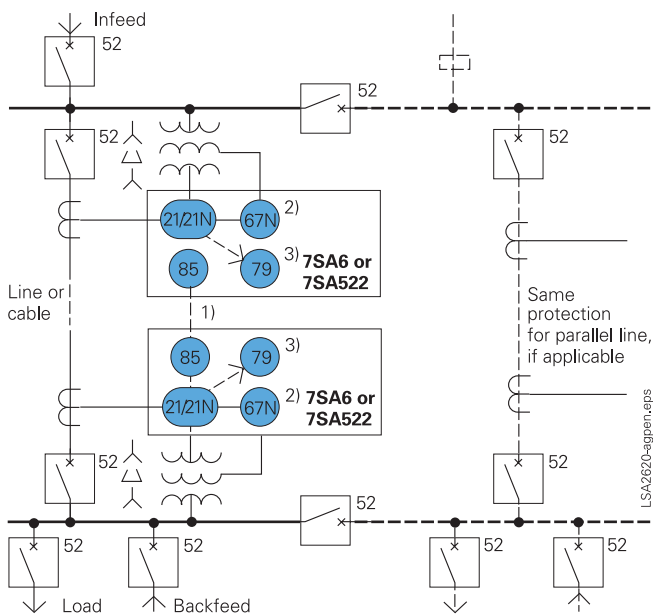 Infeed
52
52
52
52
21/21N
67N
2)
85
79
3)
7SA6 or
7SA522
Line or
cable
1)
Same
protection
for parallel line,
if applicable
85
79
3)
21/21N
67N
2)
7SA6 or
7SA522
LSA2620-agpen.eps
52
52
52
52
52
52
52
Load
Backfeed